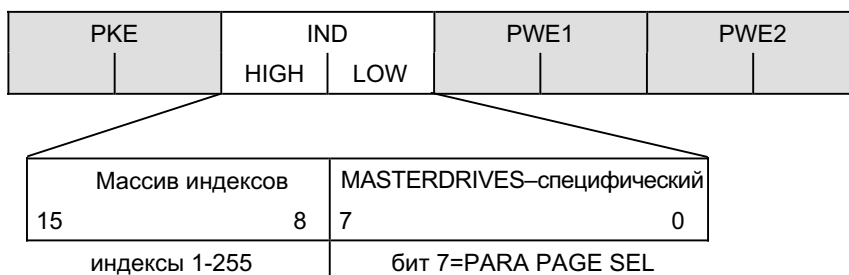 PKE IND PWE1 PWE2
HIGH LOW
Массив индексов MASTERDRIVES–специфический
15 8 7 0
индексы 1-255 бит 7=PARA PAGE SEL